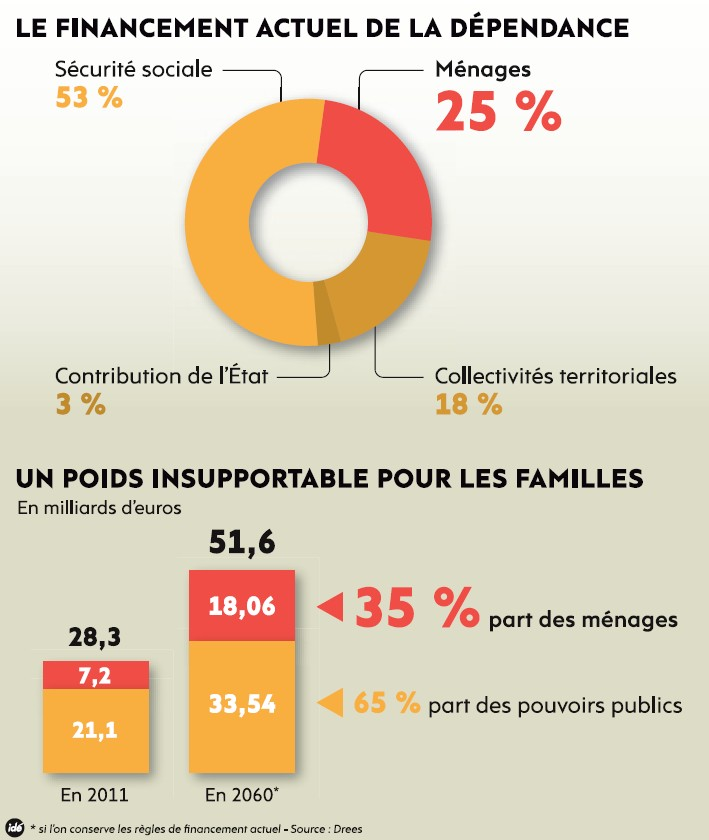 LE FINANCEMENT ACTUEL DE LA DÉPENDANCE
Sécurité sociale
53 %
Ménages
25 %
Contribution de l'État
3 %
Collectivités territoriales
18 %
UN POIDS INSUPPORTABLE POUR LES FAMILLES
En milliards d'euros
28,3
7,2
21,1
En 2011
51,6
18,06
33,54
En 2060*
35 % part des ménages
65 % part des pouvoirs publics
idé * si l'on conserve les règles de financement actuel - Source : Drees